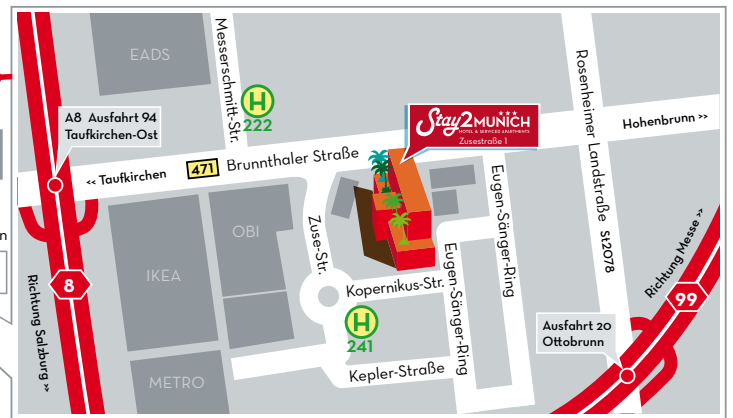 EADS
Messerschmitt-Str.
H
222
A8 Ausfahrt 94
Taufkirchen-Ost
Stay2MUNICH
HOTEL & SERVICED APARTMENTS
Zusestraße 1
Rosenheimer Landstraße St2078
Hohenbrunn >>
<< Taufkirchen
471
Brunnthaler Straße
n
OBI
IKEA
Zuse-Str.
Eugen-Sänger-Ring
Eugen-Sänger-Ring
Richtung Messe >>
8
Richtung Salzburg >>
Kopernikus-Str.
99
H
241
Ausfahrt 20
Ottobrunn
METRO
Kepler-Straße